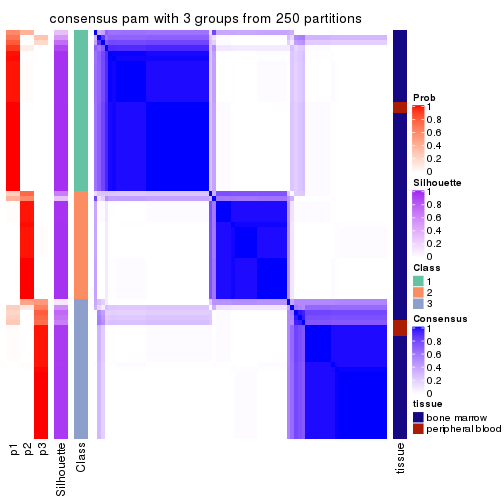 consensus pam with 3 groups from 250 partitions
Prob
1
0.8
0.6
0.4
0.2
0
Silhouette
1
0.8
0.6
0.4
0.2
0
Class
1
2
3
Consensus
1
0.8
0.6
0.4
0.2
0
tissue
bone marrow
peripheral blood
p1
p2
p3
Silhouette
Class
tissue